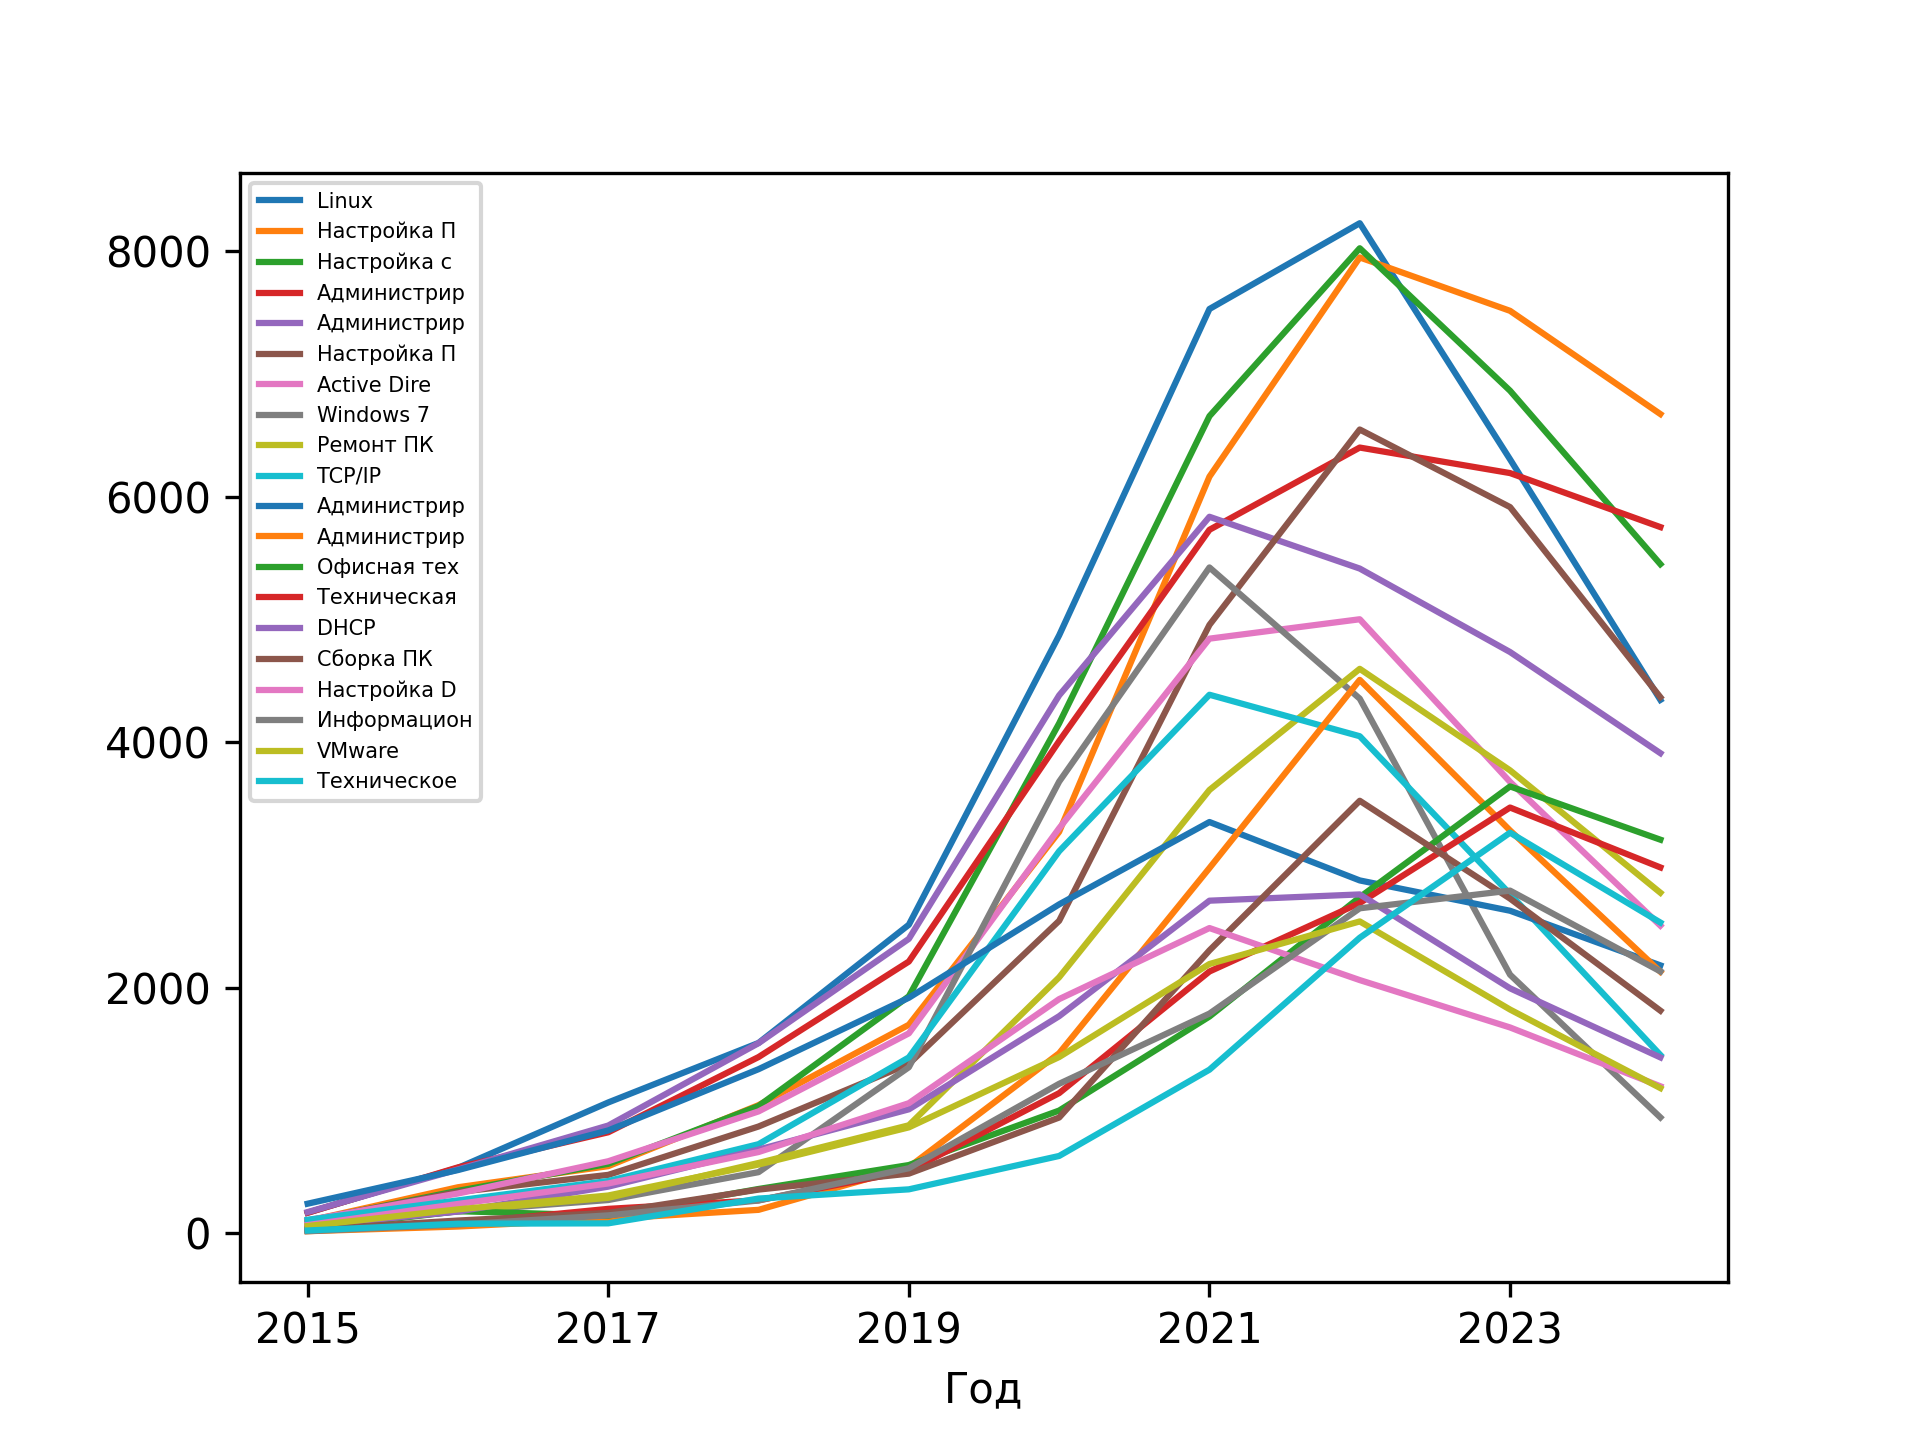 Linux
Настройка П
Настройка с
Администрир
Администрир
Настройка П
Active Dire
Windows 7
Ремонт ПК
TCP/IP
Администрир
Администрир
Офисная тех
Техническая
DHCP
Сборка ПК
Настройка D
Информацион
VMware
Техническое
8000
6000
4000
2000
0
2015 2017 2019 2021 2023
Год